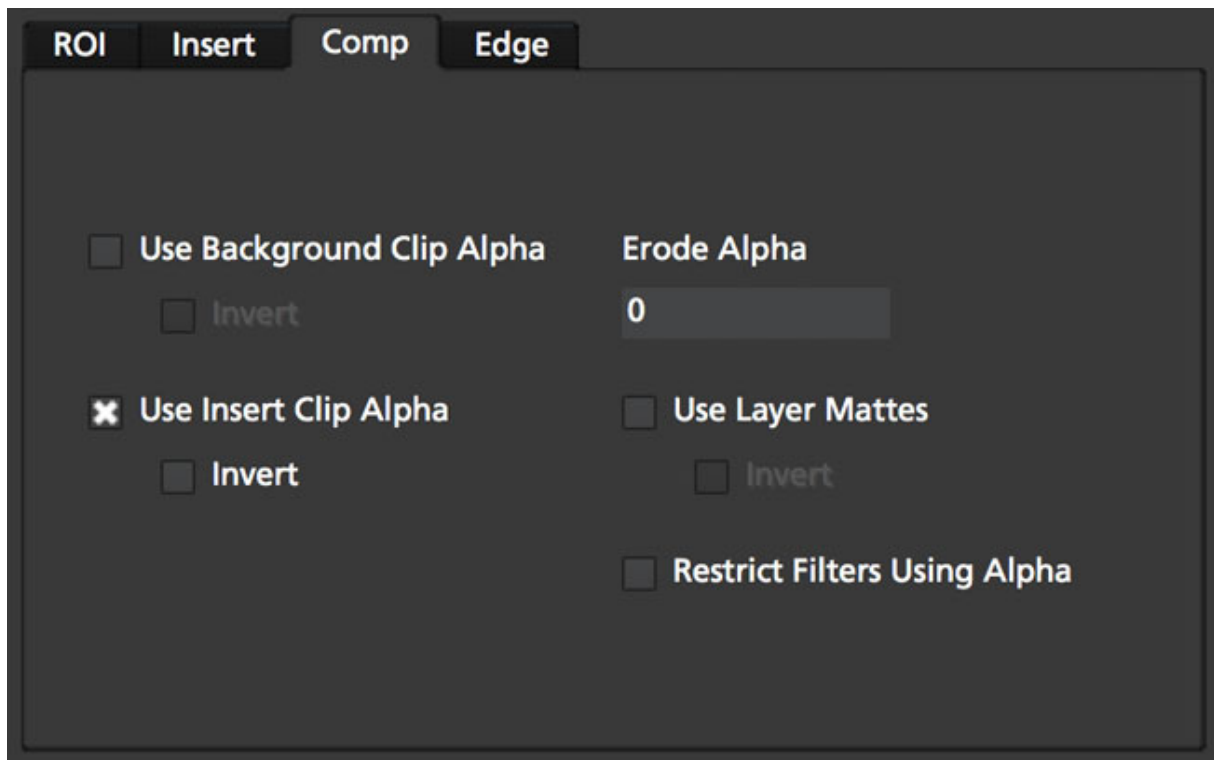 ROI Insert Comp Edge
Use Background Clip Alpha
Invert
Erode Alpha
0
Use Insert Clip Alpha
Invert
Use Layer Mattes
Invert
Restrict Filters Using Alpha